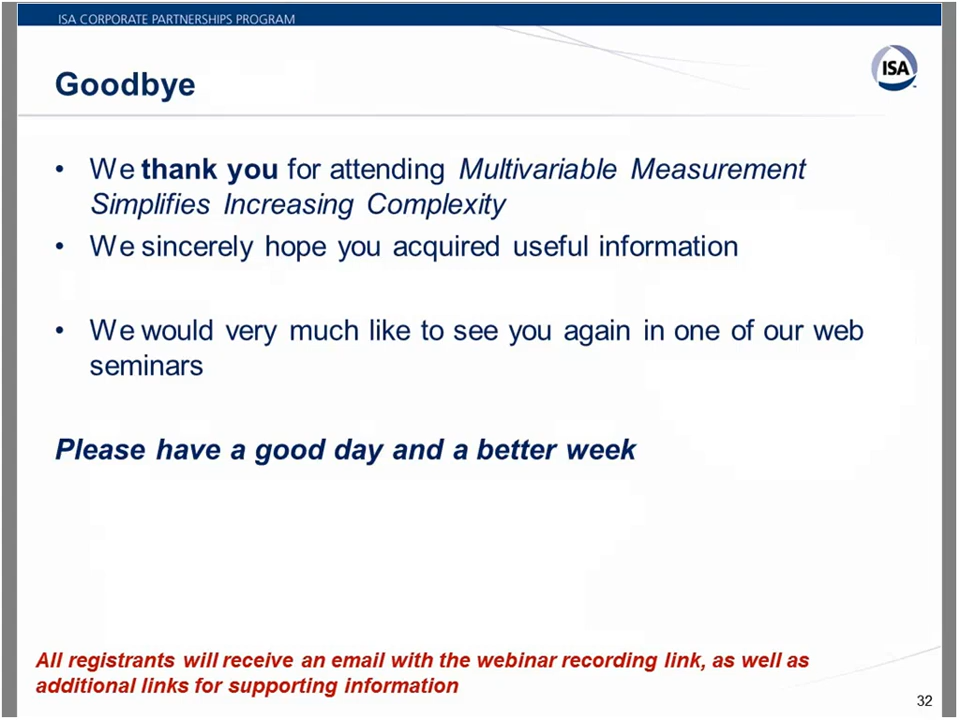 ISA CORPORATE PARTNERSHIPS PROGRAM
ISA
Goodbye
• We thank you for attending Multivariable Measurement
Simplifies Increasing Complexity
• We sincerely hope you acquired useful information
• We would very much like to see you again in one of our web
seminars
Please have a good day and a better week
All registrants will receive an email with the webinar recording link, as well as
additional links for supporting information
32